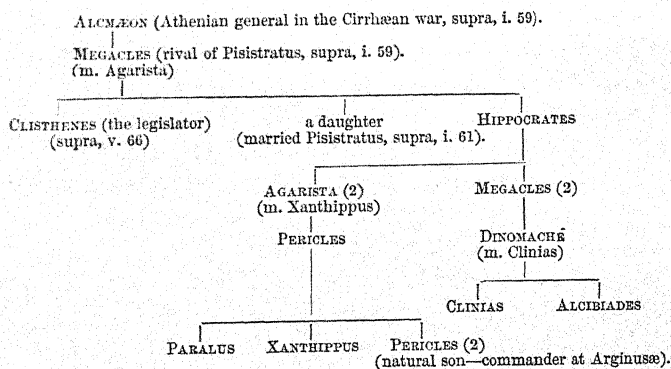 ALCMÆON (Athenian general in the Cirrhæan war, supra, i. 59).
MEGACLES (rival of Pisistratus, supra, i. 59).
(m. Agarista)
CLISTHENES (the legislator) a daughter HIPPOCRATES
(supra, v. 66) (married Pisistratus, supra, i. 61).
AGARISTA (2) MEGACLES (2)
(m. Xanthippus)
PERICLES DINOMACHÉ
(m. Clinias)
CLINIAS ALCIBIADES
PARALUS XANTHIPPUS PERICLES (2)
(natural son—commander at Arginusæ).